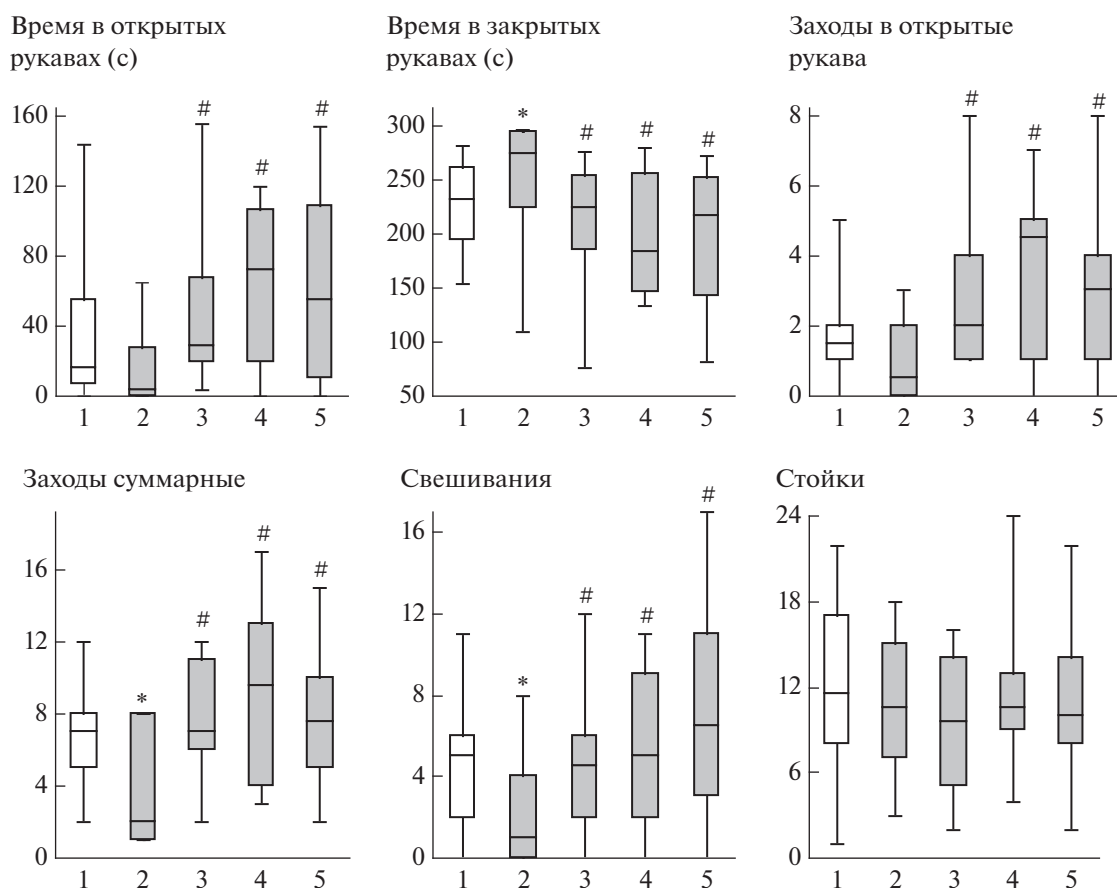 Время в открытых
рукавах (с)
160
120
80
40
0
# # #
1 2 3 4 5
Время в закрытых
рукавах (с)
300
250
200
150
100
50
* # # #
1 2 3 4 5
Заходы в открытые
рукава
8
6
4
2
0
# # #
1 2 3 4 5
Заходы суммарные
16
12
8
4
0
* # # #
1 2 3 4 5
Свешивания
16
12
8
4
0
* # # #
1 2 3 4 5
Стойки
24
18
12
6
0
1 2 3 4 5